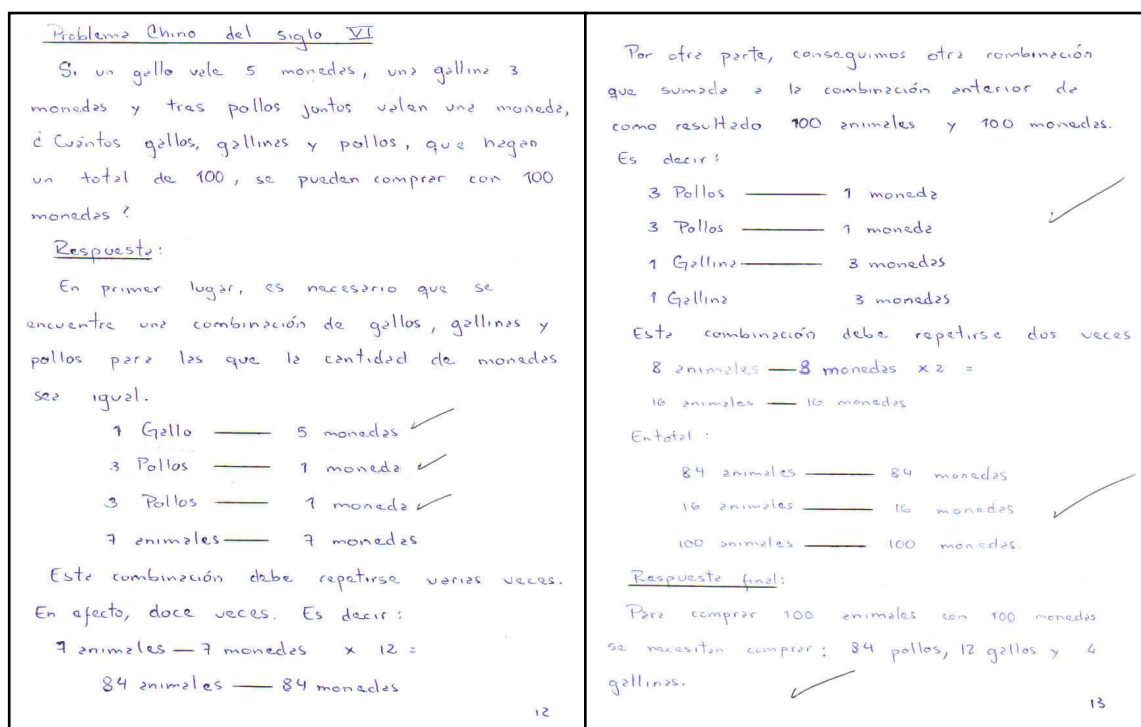 Problema Chino del siglo VI
Si un gallo vale 5 monedas, una gallina 3
monedas y tres pollos juntos valen una moneda,
¿ Cuántos gallos, gallinas y pollos, que hagan
un total de 100, se pueden comprar con 100
monedas ?
Respuesta:
En primer lugar, es necesario que se
encuentre una combinación de gallos, gallinas y
pollos para las que la cantidad de monedas
sea igual.
1 Gallo — 5 monedas
3 Pollos — 1 moneda
3 Pollos — 1 moneda
7 animales — 7 monedas
Esta combinación debe repetirse varias veces.
En efecto, doce veces. Es decir:
7 animales — 7 monedas x 12 =
84 animales — 84 monedas
12
Por otra parte, conseguimos otra combinación
que sumada a la combinación anterior de
como resultado 100 animales y 100 monedas.
Es decir:
3 Pollos — 1 moneda
3 Pollos — 1 moneda
1 Gallina — 3 monedas
1 Gallina 3 monedas
Esta combinación debe repetirse dos veces
8 animales — 8 monedas x 2 =
16 animales — 16 monedas
En total :
84 animales — 84 monedas
16 animales — 16 monedas
100 animales — 100 monedas.
Respuesta final:
Para comprar 100 animales con 100 monedas
se necesitan comprar: 84 pollos, 12 gallos y 4
gallinas.
13